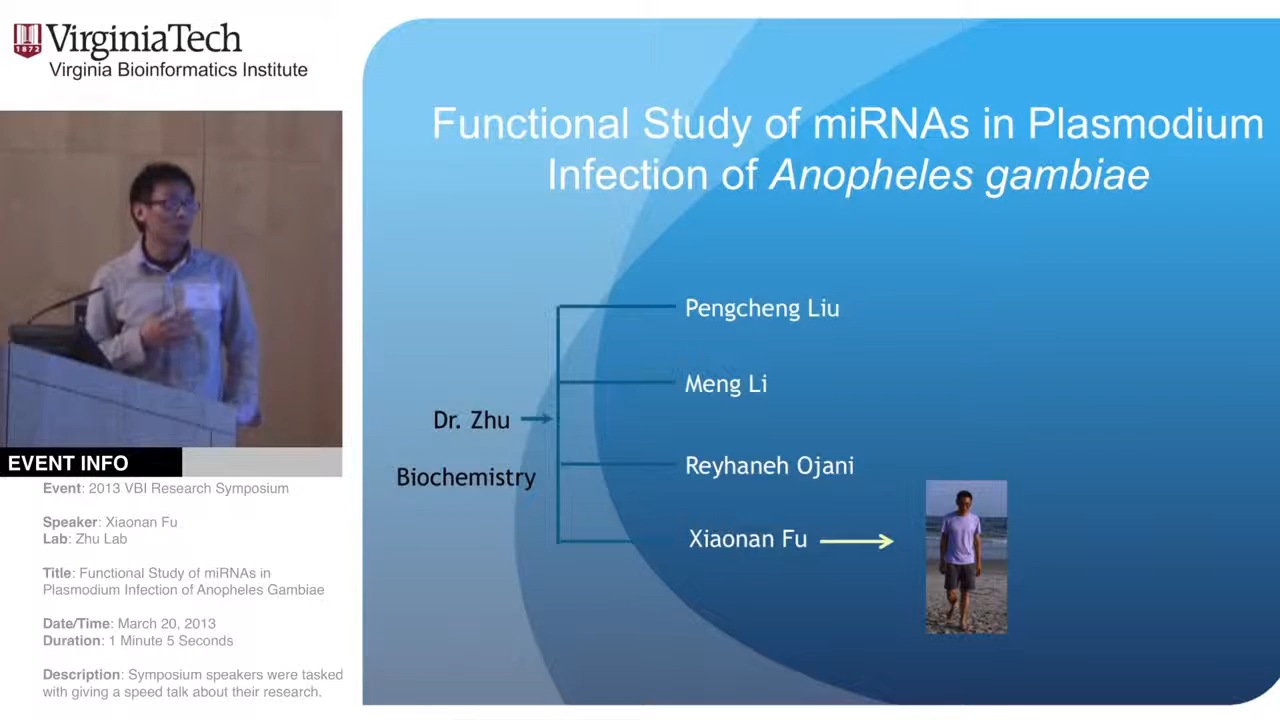 VirginiaTech
1872
Virginia Bioinformatics Institute
Functional Study of miRNAs in Plasmodium
Infection of Anopheles gambiae
Pengcheng Liu
Meng Li
Dr. Zhu
Biochemistry
Reyhaneh Ojani
Xiaonan Fu
EVENT INFO
Event: 2013 VBI Research Symposium
Speaker: Xiaonan Fu
Lab: Zhu Lab
Title: Functional Study of miRNAs in
Plasmodium Infection of Anopheles Gambiae
Date/Time: March 20, 2013
Duration: 1 Minute 5 Seconds
Description: Symposium speakers were tasked
with giving a speed talk about their research.